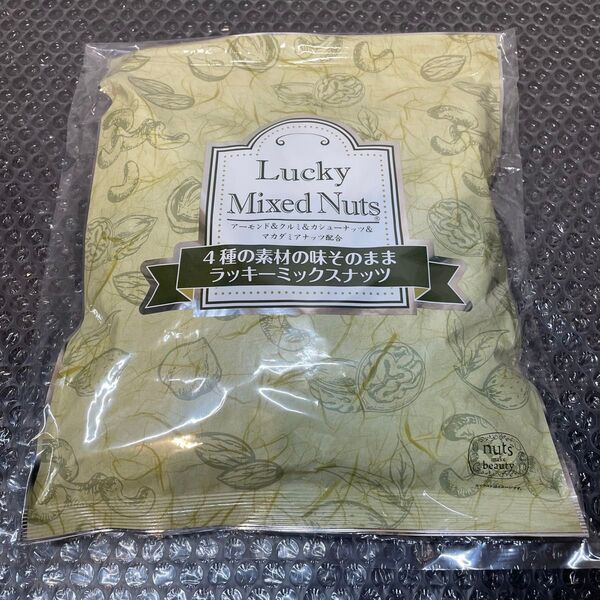 Lucky
Mixed Nuts®
アーモンド&クルミ&カシューナッツ&
マカダミアナッツ配合
4種の素材の味そのまま
ラッキーミックスナッツ
nuts
make
beauty